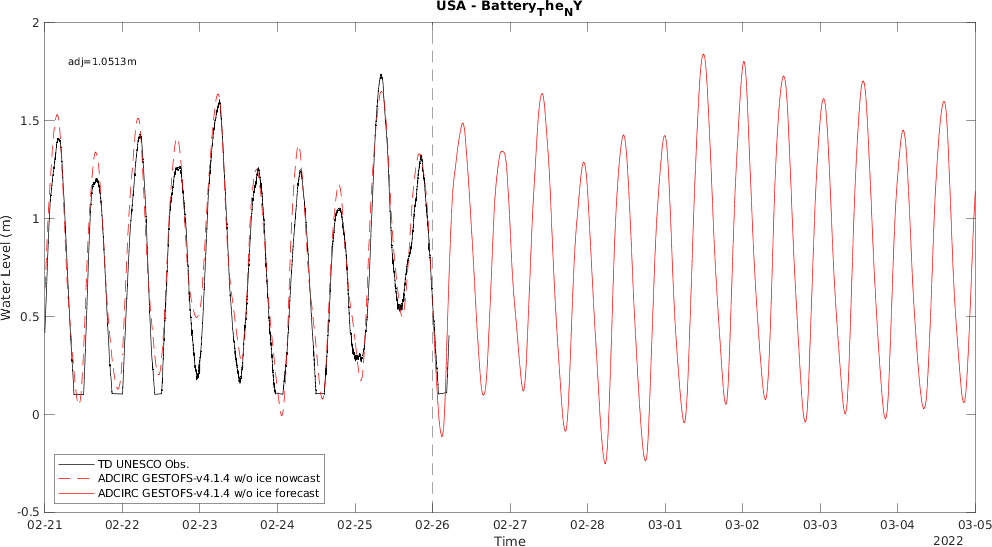 USA - BatteryTheNY
2
adj=1.0513m
1.5
1
0.5
0
-0.5
Water Level (m)
TD UNESCO Obs.
ADCIRC GESTOFS-v4.1.4 w/o ice nowcast
ADCIRC GESTOFS-v4.1.4 w/o ice forecast
02-21 02-22 02-23 02-24 02-25 02-26 02-27 02-28 03-01 03-02 03-03 03-04 03-05
Time
2022